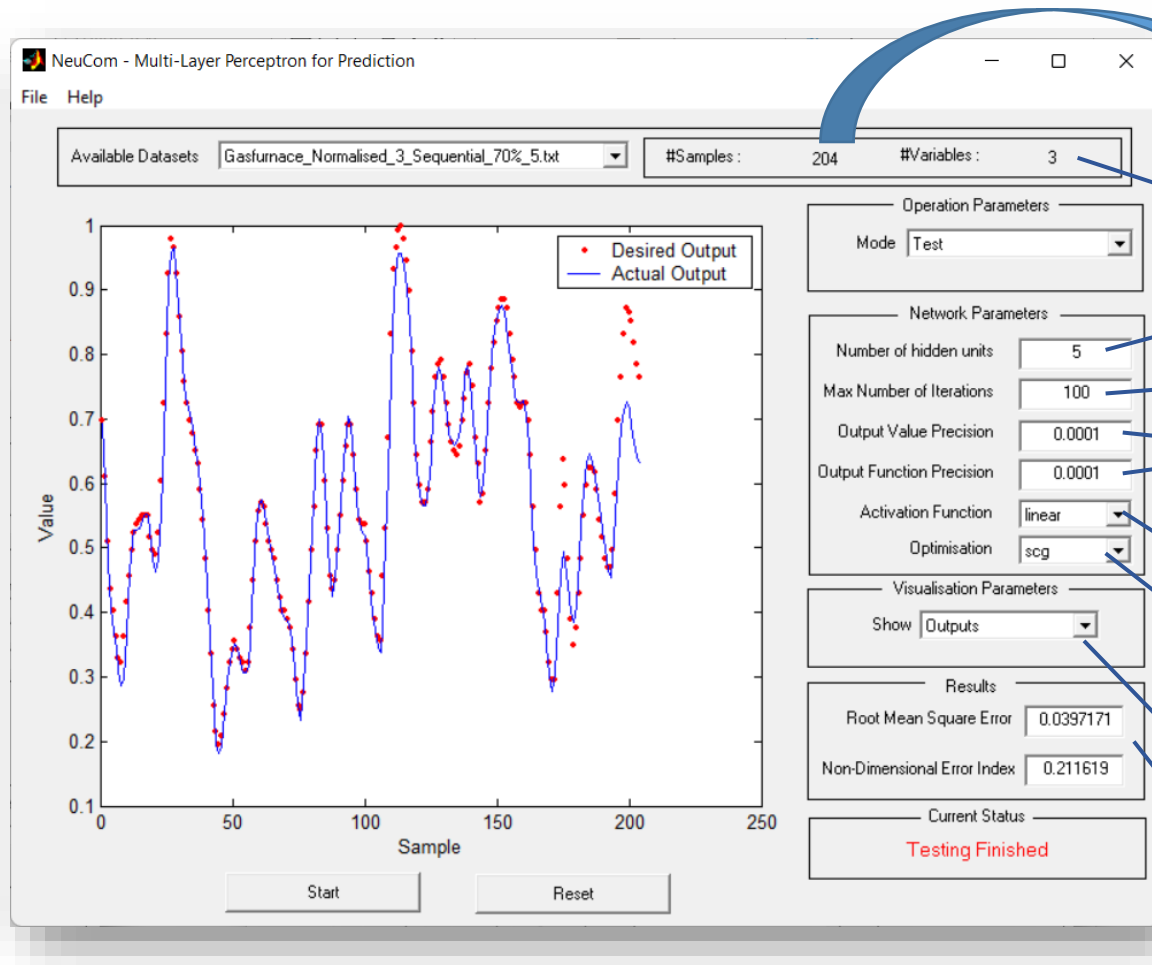 NeuCom - Multi-Layer Perceptron for Prediction
File Help
Available Datasets Gasfurnace_Normalised_3_Sequential_70%_5.txt #Samples : 204 #Variables : 3
Operation Parameters
Mode Test
Desired Output
Actual Output
Network Parameters
Number of hidden units 5
Max Number of Iterations 100
Output Value Precision 0.0001
Output Function Precision 0.0001
Activation Function linear
Optimisation scg
Visualisation Parameters
Show Outputs
Results
Root Mean Square Error 0.0397171
Non-Dimensional Error Index 0.211619
Current Status
Testing Finished
1
0.9
0.8
0.7
0.6
0.5
0.4
0.3
0.2
0.1
Value
0 50 100 150 200 250
Sample
Start Reset